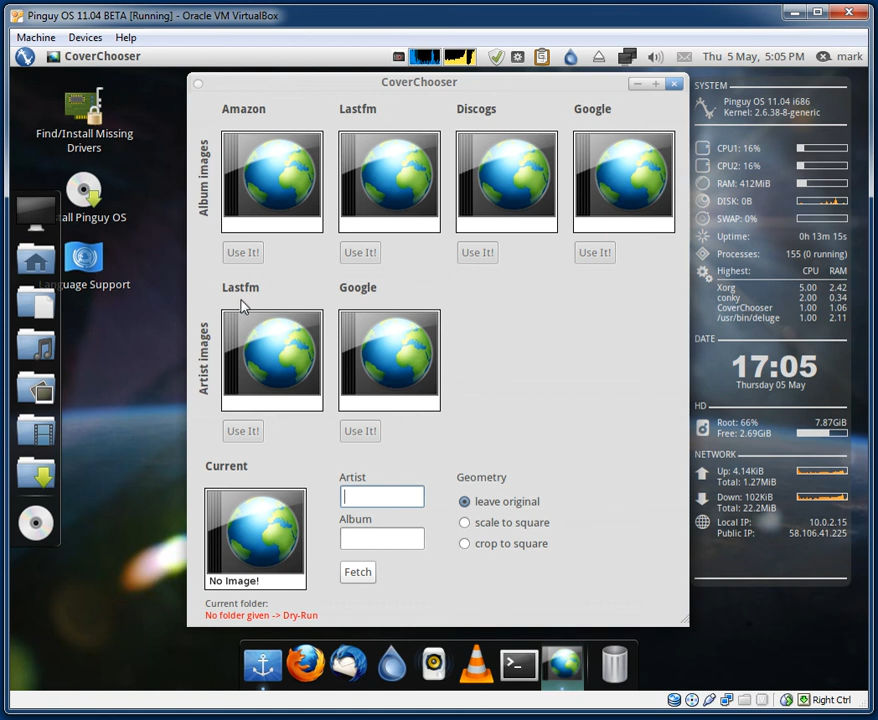 Pinguy OS 11.04 BETA [Running] - Oracle VM VirtualBox
Machine Devices Help
CoverChooser
Thu 5 May, 5:05 PM mark
Find/Install Missing
Drivers
stall Pinguy OS
Language Support
CoverChooser
Amazon Lastfm Discogs Google
Album images
Use It! Use It! Use It! Use It!
Lastfm Google
Artist images
Use It! Use It!
Current
No Image!
Current folder:
No folder given -> Dry-Run
Artist
Album
Fetch
Geometry
leave original
scale to square
crop to square
SYSTEM
Pinguy OS 11.04 i686
Kernel: 2.6.38-8-generic
CPU1: 16%
CPU2: 16%
RAM: 412MiB
DISK: 0B
SWAP: 0%
Uptime: 0h 13m 15s
Processes: 155 (0 running)
Highest: CPU RAM
Xorg 5.00 2.42
conky 2.00 0.34
CoverChooser 1.00 1.06
/usr/bin/deluge 1.00 2.11
DATE
17:05
Thursday 05 May
HD
Root: 66% 7.87GiB
Free: 2.69GiB
NETWORK
Up: 4.14KiB
Total: 1.27MiB
Down: 102KiB
Total: 22.2MiB
Local IP: 10.0.2.15
Public IP: 58.106.41.225
Right Ctrl